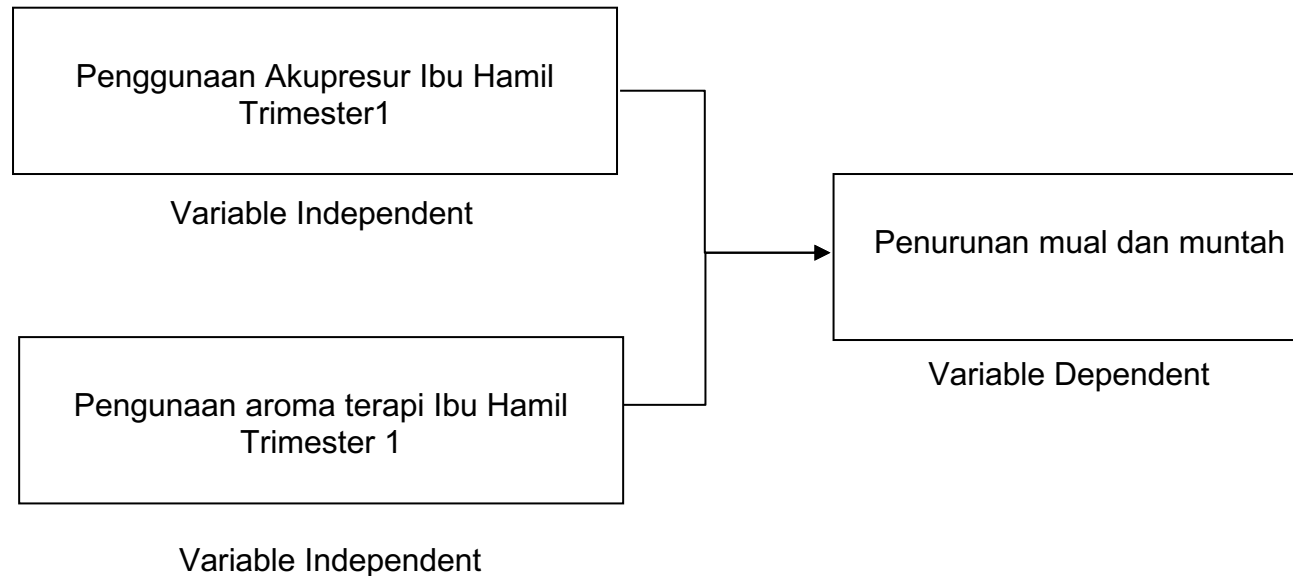 Penggunaan Akupresur Ibu Hamil
Trimester1
Variable Independent
Penurunan mual dan muntah
Variable Dependent
Pengunaan aroma terapi Ibu Hamil
Trimester 1
Variable Independent